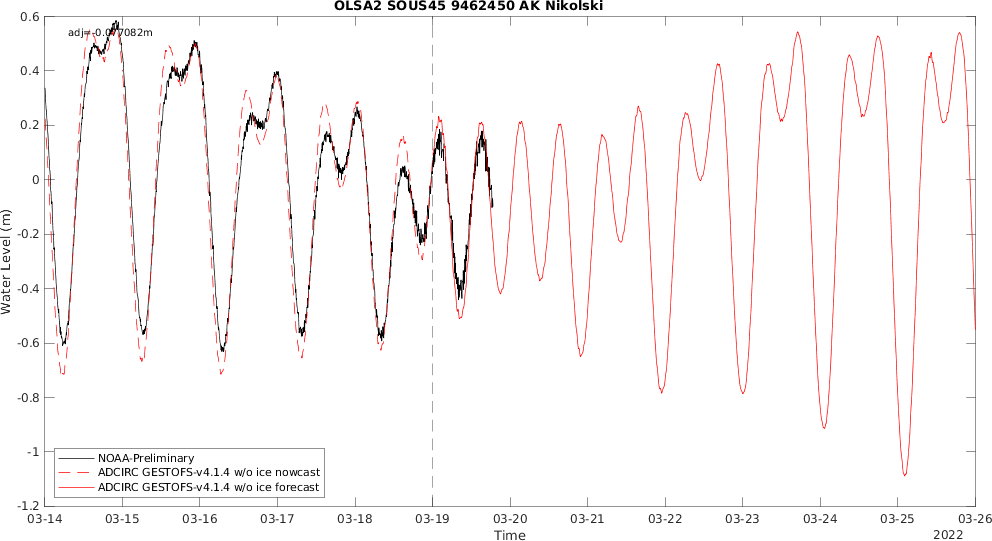 OLSA2 SOUS45 9462450 AK Nikolski
0.6
0.4
0.2
0
-0.2
-0.4
-0.6
-0.8
-1
-1.2
Water Level (m)
NOAA-Preliminary
ADCIRC GESTOFS-v4.1.4 w/o ice nowcast
ADCIRC GESTOFS-v4.1.4 w/o ice forecast
03-14 03-15 03-16 03-17 03-18 03-19 03-20 03-21 03-22 03-23 03-24 03-25 03-26
Time
2022